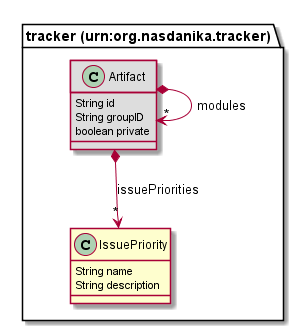 tracker (urn:org.nasdanika.tracker)
C Artifact
String id
String groupID
boolean private
modules
*
issuePriorities
*
C IssuePriority
String name
String description